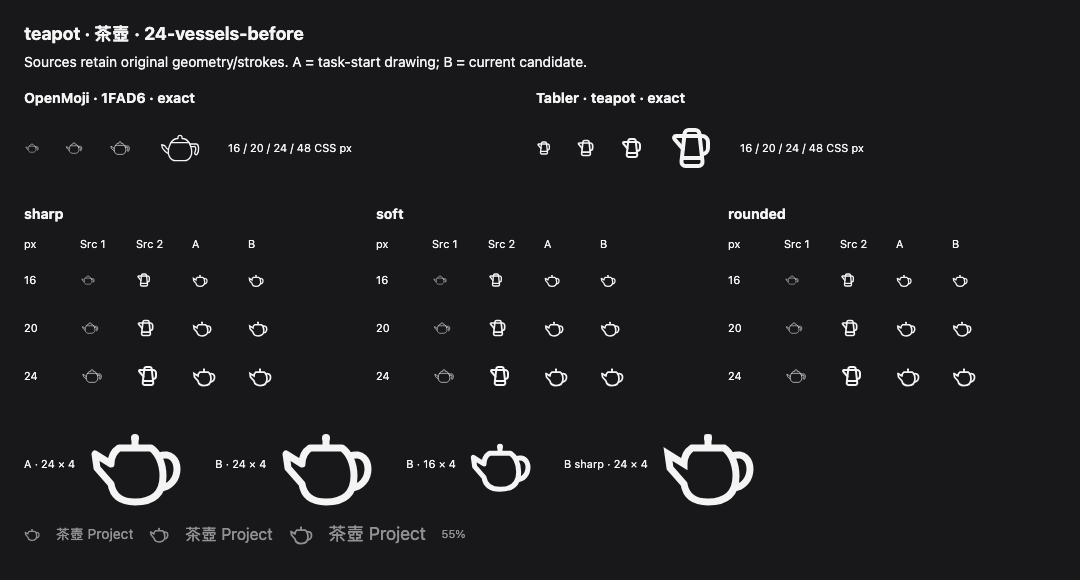 teapot · 茶壺 · 24-vessels-before
Sources retain original geometry/strokes. A = task-start drawing; B = current candidate.
OpenMoji · 1FAD6 · exact
Tabler · teapot · exact
16 / 20 / 24 / 48 CSS px
16 / 20 / 24 / 48 CSS px
sharp
soft
rounded
px Src 1 Src 2 A B
px Src 1 Src 2 A B
px Src 1 Src 2 A B
16
16
16
20
20
20
24
24
24
A · 24 × 4
B · 24 × 4
B · 16 × 4
B sharp · 24 × 4
茶壺 Project
茶壺 Project
茶壺 Project
55%